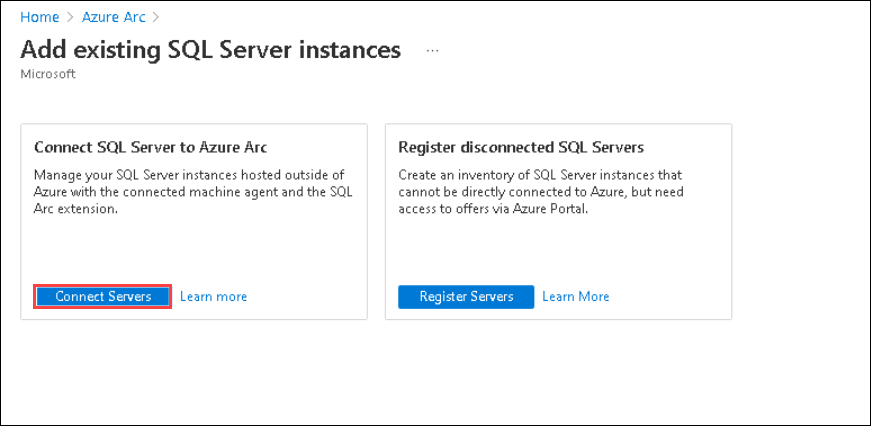 Home > Azure Arc >
Add existing SQL Server instances ...
Microsoft
Connect SQL Server to Azure Arc
Manage your SQL Server instances hosted outside of
Azure with the connected machine agent and the SQL
Arc extension.
Connect Servers Learn more
Register disconnected SQL Servers
Create an inventory of SQL Server instances that
cannot be directly connected to Azure, but need
access to offers via Azure Portal.
Register Servers Learn More